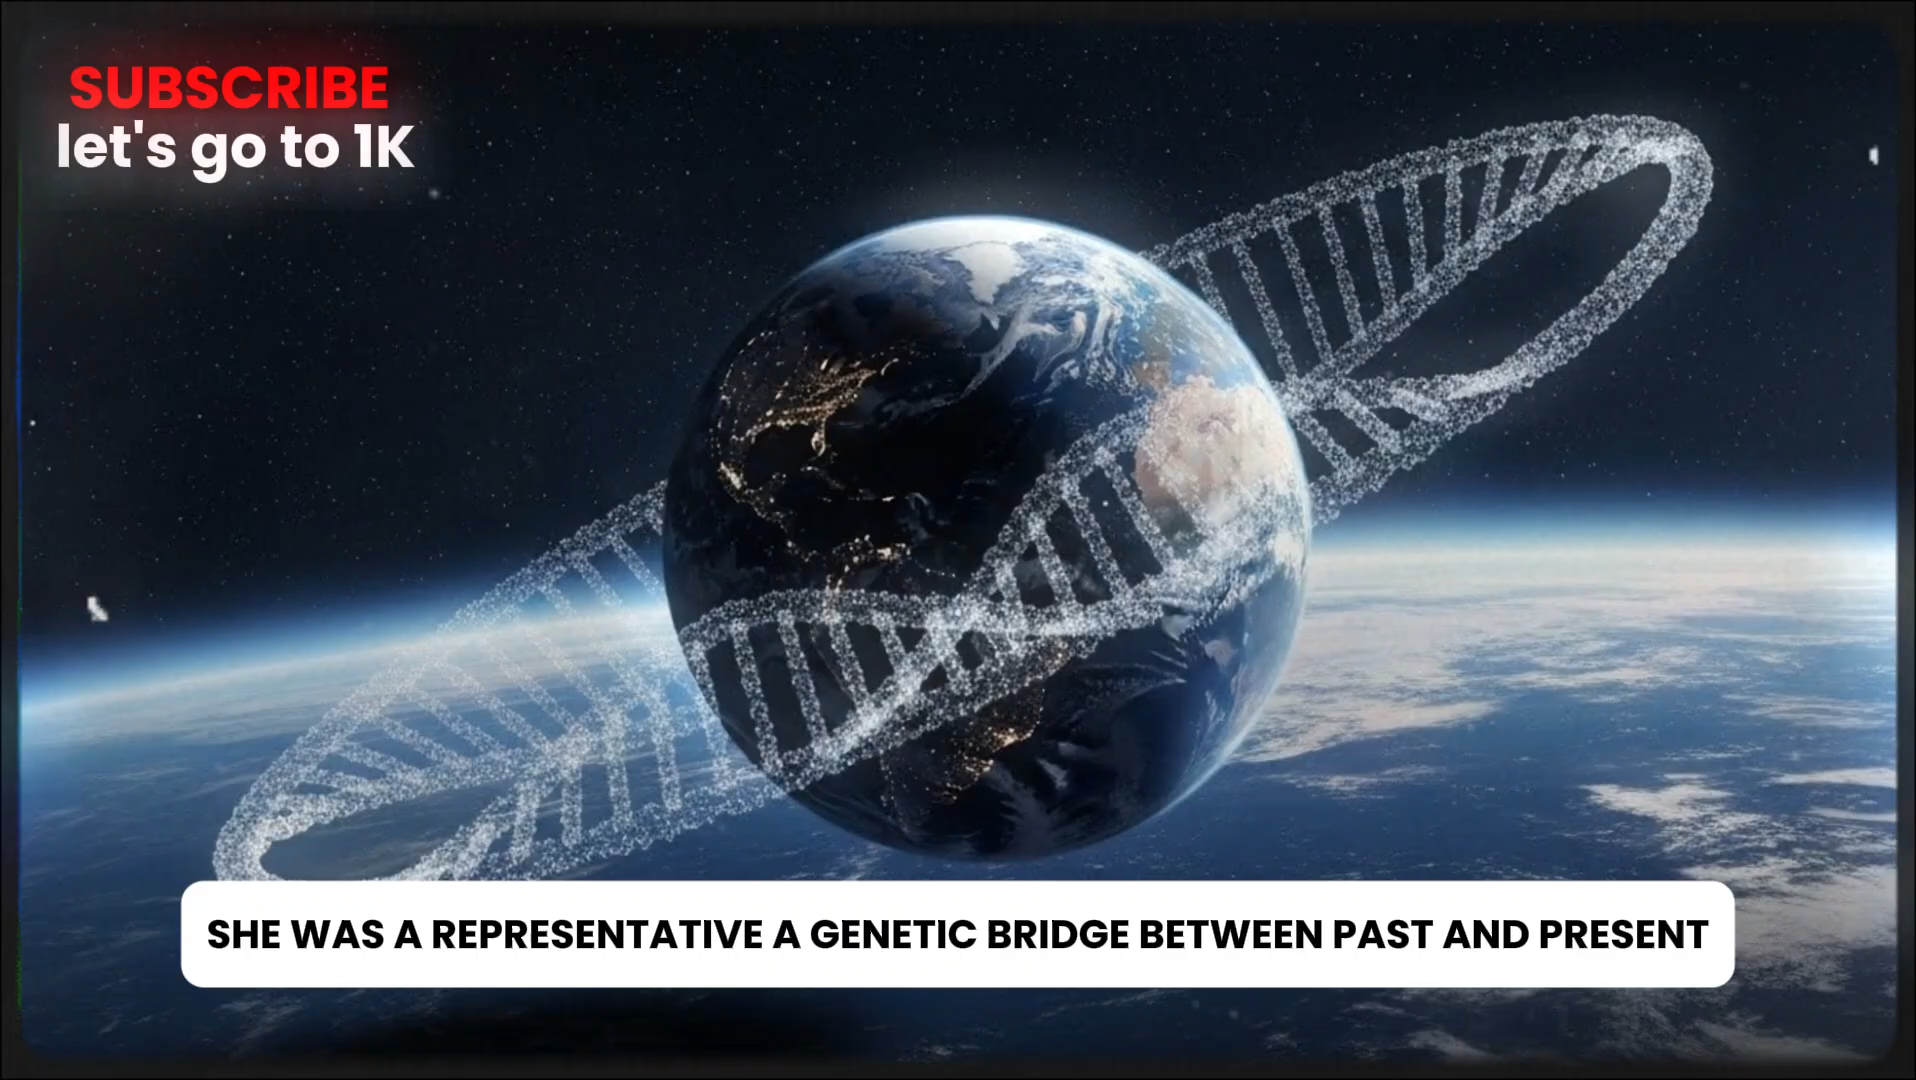 SUBSCRIBE
let's go to 1K
SHE WAS A REPRESENTATIVE A GENETIC BRIDGE BETWEEN PAST AND PRESENT